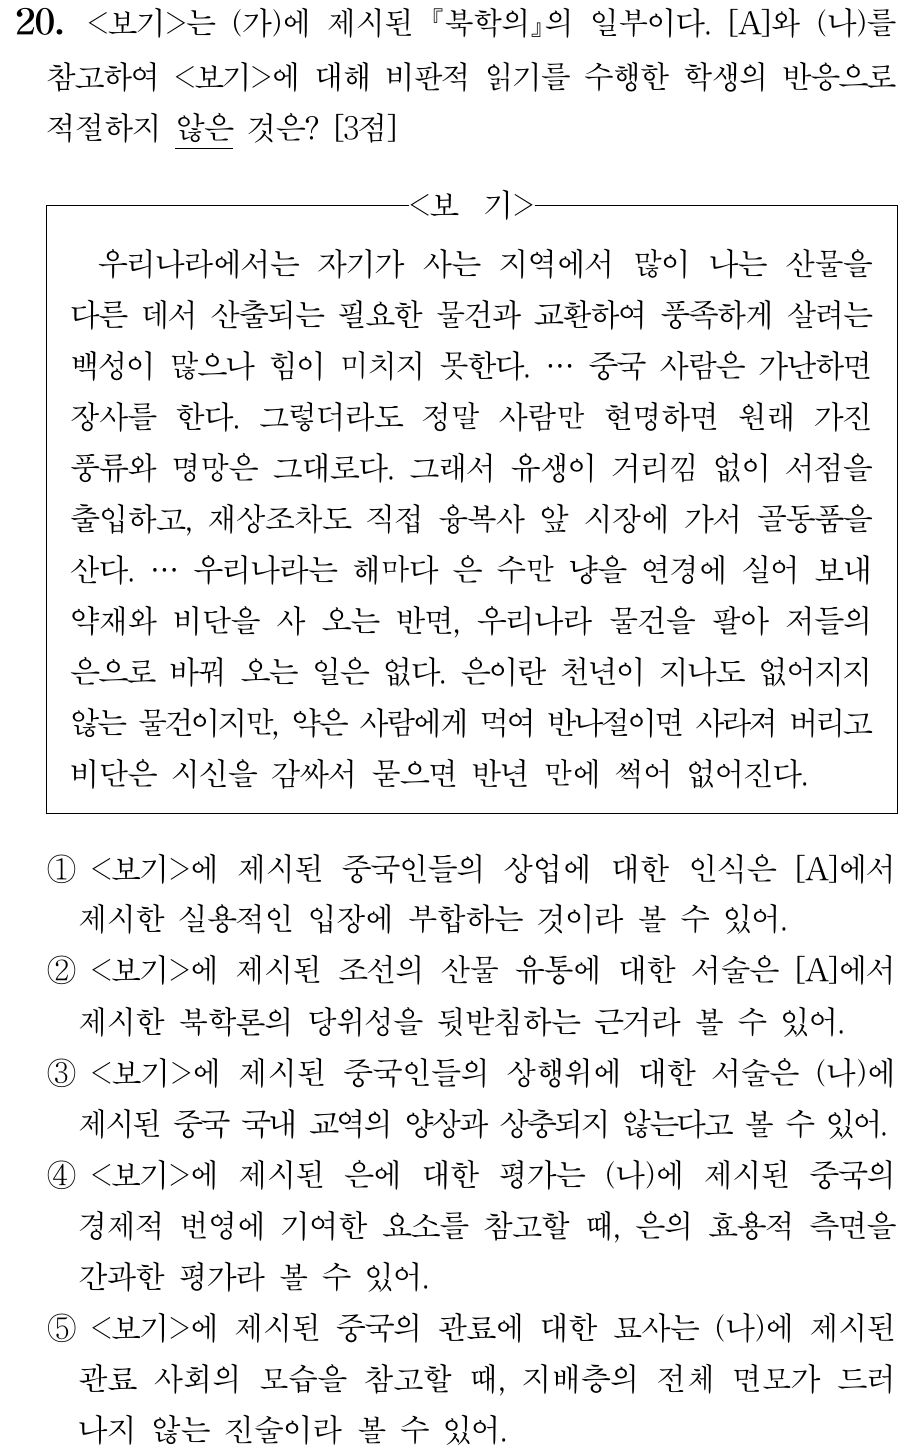 20. <보기>는 (가)에 제시된 『북학의』의 일부이다. [A]와 (나)를
참고하여 <보기>에 대해 비판적 읽기를 수행한 학생의 반응으로
적절하지 않은 것은? [3점]
<보 기>
우리나라에서는 자기가 사는 지역에서 많이 나는 산물을
다른 데서 산출되는 필요한 물건과 교환하여 풍족하게 살려는
백성이 많으나 힘이 미치지 못한다. … 중국 사람은 가난하면
장사를 한다. 그렇더라도 정말 사람만 현명하면 원래 가진
풍류와 명망은 그대로다. 그래서 유생이 거리낌 없이 서점을
출입하고, 재상조차도 직접 융복사 앞 시장에 가서 골동품을
산다. … 우리나라는 해마다 은 수만 냥을 연경에 실어 보내
약재와 비단을 사 오는 반면, 우리나라 물건을 팔아 저들의
은으로 바꿔 오는 일은 없다. 은이란 천년이 지나도 없어지지
않는 물건이지만, 약은 사람에게 먹여 반나절이면 사라져 버리고
비단은 시신을 감싸서 묻으면 반년 만에 썩어 없어진다.
① <보기>에 제시된 중국인들의 상업에 대한 인식은 [A]에서
제시한 실용적인 입장에 부합하는 것이라 볼 수 있어.
② <보기>에 제시된 조선의 산물 유통에 대한 서술은 [A]에서
제시한 북학론의 당위성을 뒷받침하는 근거라 볼 수 있어.
③ <보기>에 제시된 중국인들의 상행위에 대한 서술은 (나)에
제시된 중국 국내 교역의 양상과 상충되지 않는다고 볼 수 있어.
④ <보기>에 제시된 은에 대한 평가는 (나)에 제시된 중국의
경제적 번영에 기여한 요소를 참고할 때, 은의 효용적 측면을
간과한 평가라 볼 수 있어.
⑤ <보기>에 제시된 중국의 관료에 대한 묘사는 (나)에 제시된
관료 사회의 모습을 참고할 때, 지배층의 전체 면모가 드러
나지 않는 진술이라 볼 수 있어.